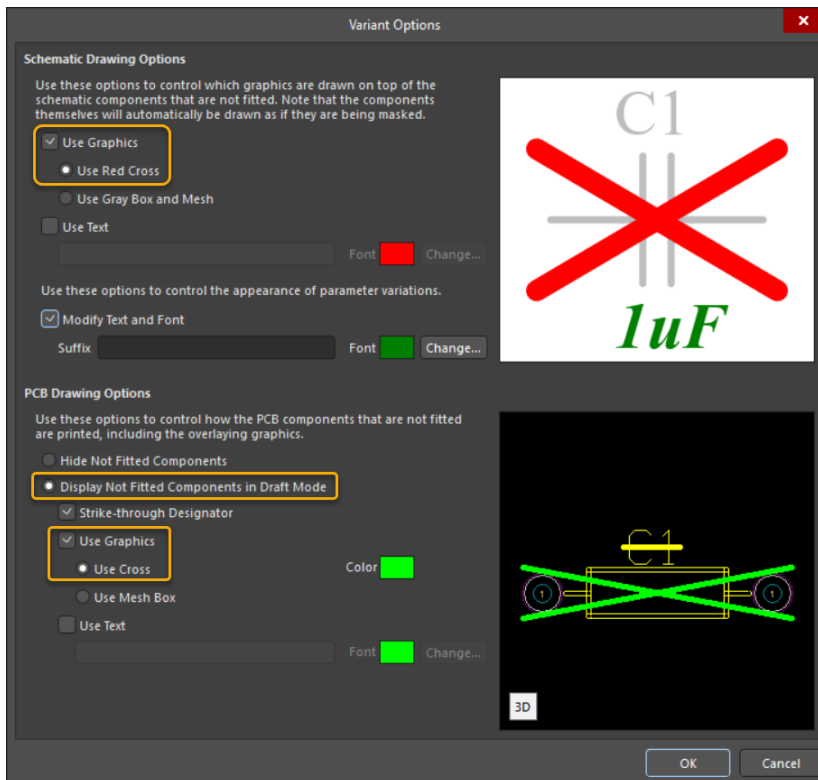 Variant Options
Schematic Drawing Options
Use these options to control which graphics are drawn on top of the
schematic components that are not fitted. Note that the components
themselves will automatically be drawn as if they are being masked.
Use Graphics
Use Red Cross
Use Gray Box and Mesh
Use Text
Font Change...
Use these options to control the appearance of parameter variations.
Modify Text and Font
Suffix Font Change...
C1
1uF
PCB Drawing Options
Use these options to control how the PCB components that are not fitted
are printed, including the overlaying graphics.
Hide Not Fitted Components
Display Not Fitted Components in Draft Mode
Strike-through Designator
Use Graphics
Use Cross Color
Use Mesh Box
Use Text
Font Change...
C1
1 1
3D
OK Cancel